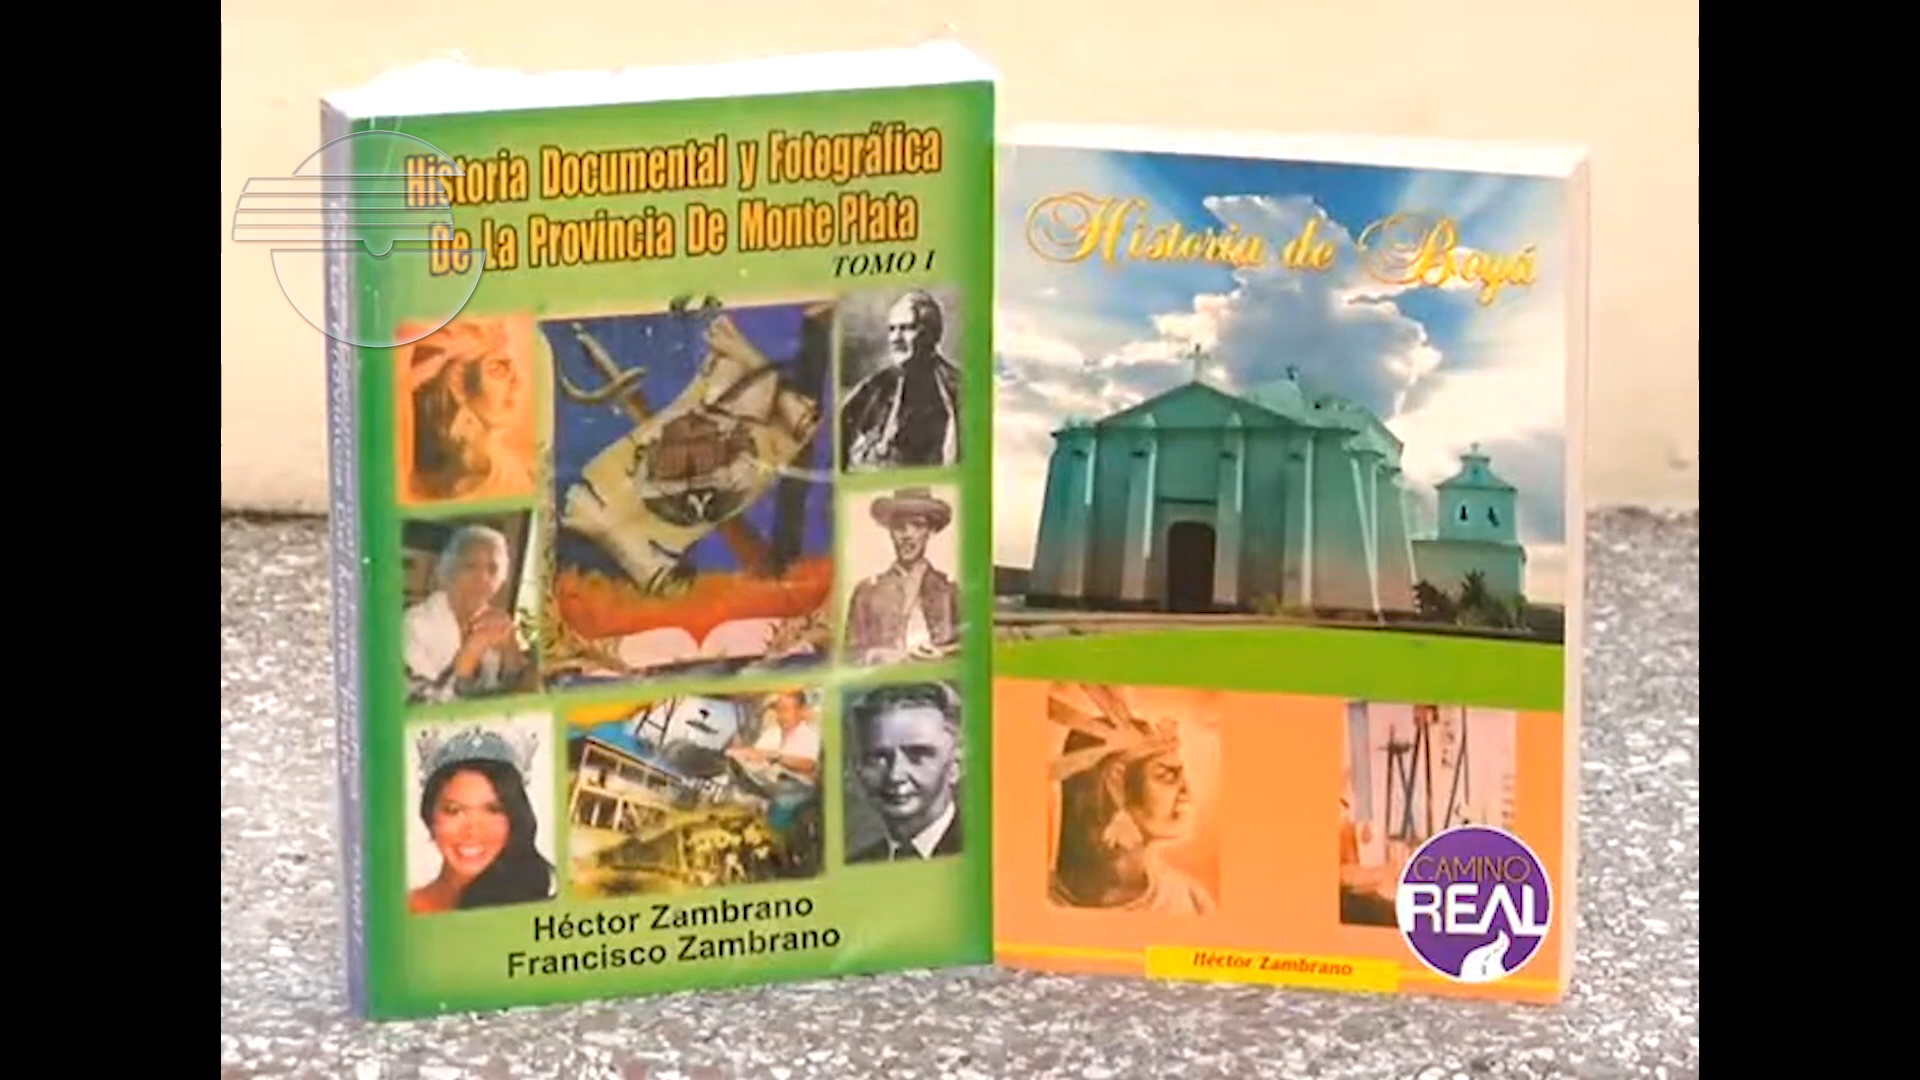 Historia Documental y Fotográfica
De La Provincia De Monte Plata
TOMO I
Héctor Zambrano
Francisco Zambrano
Historia de Boyá
Héctor Zambrano
CAMINO
REAL